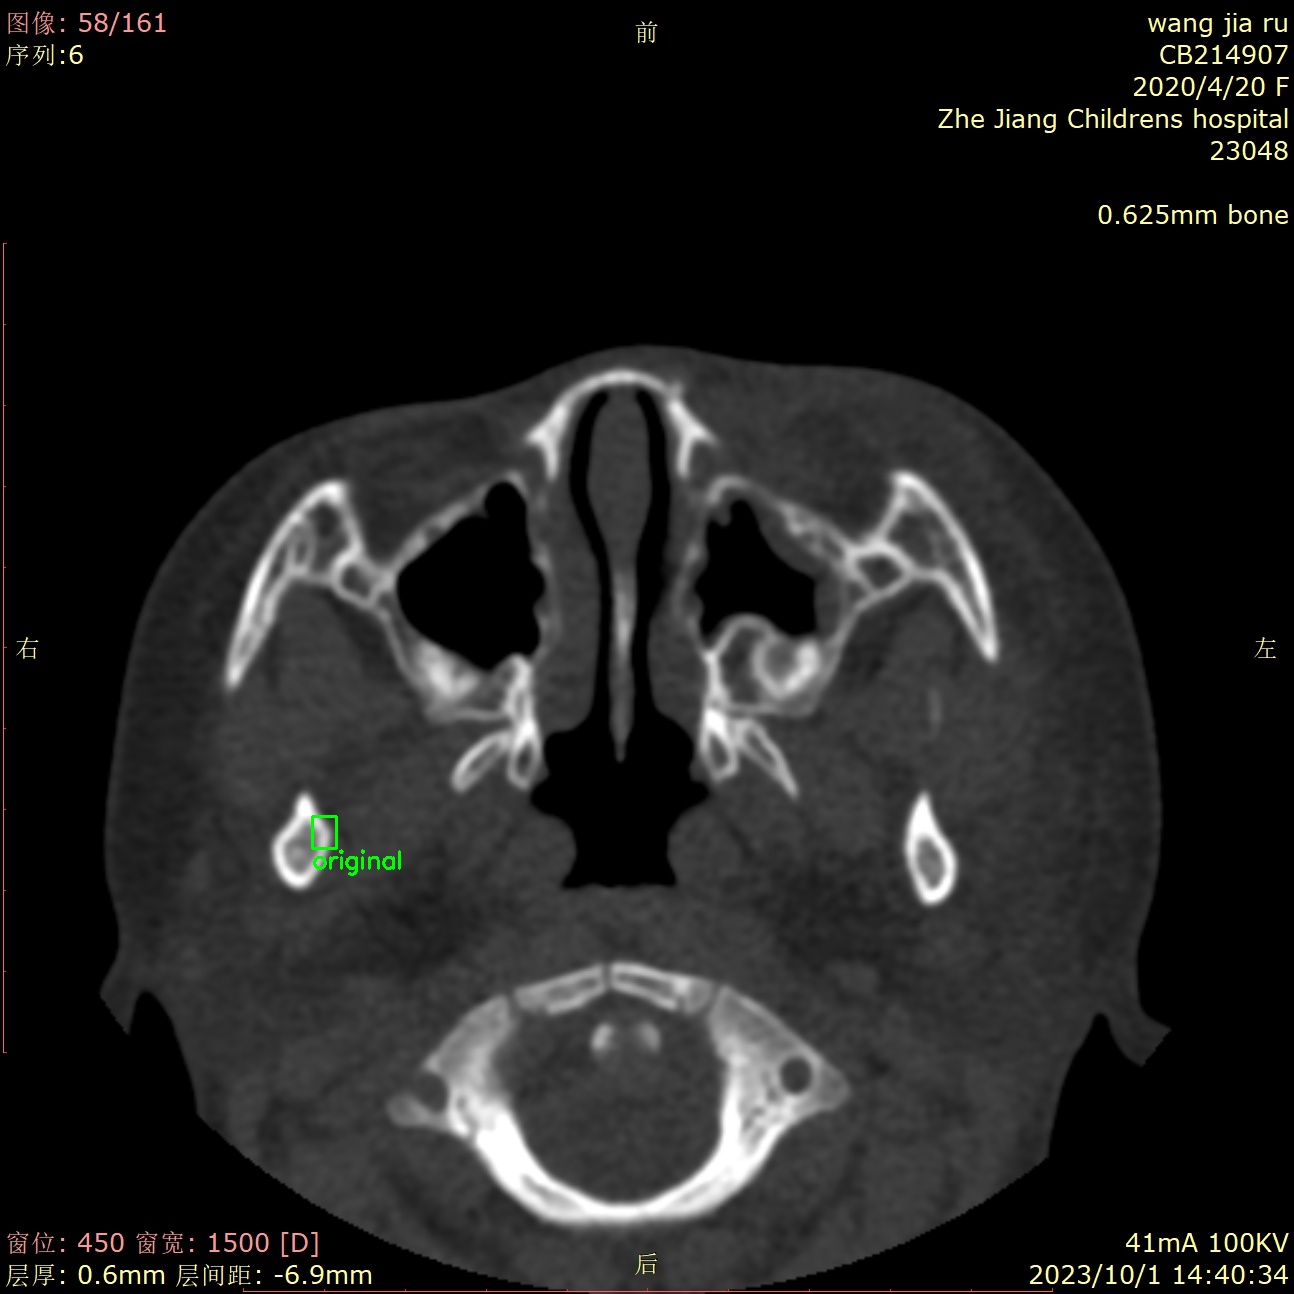 图像: 58/161
序列:6
前
wang jia ru
CB214907
2020/4/20 F
Zhe Jiang Childrens hospital
23048
0.625mm bone
右
左
original
窗位: 450 窗宽: 1500 [D]
层厚: 0.6mm 层间距: -6.9mm
后
41mA 100KV
2023/10/1 14:40:34